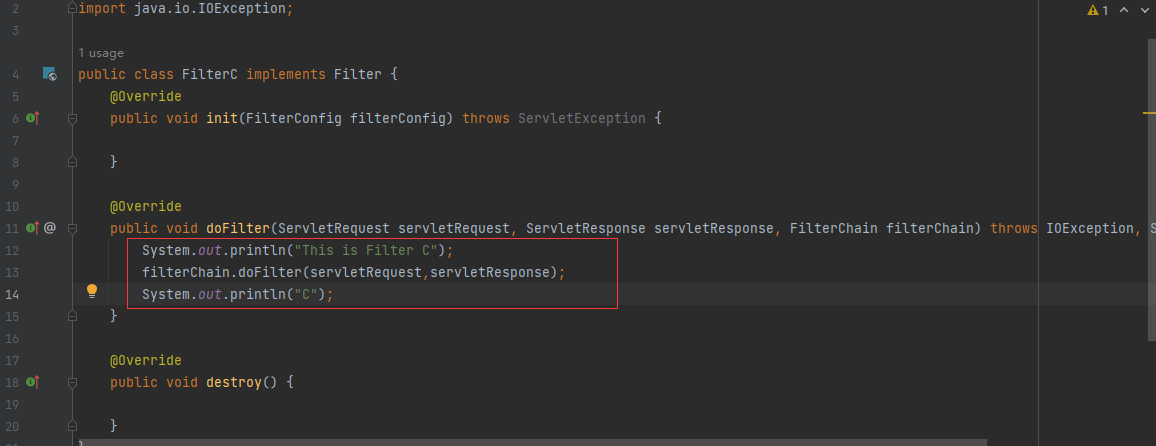 1
2 import java.io.IOException;
3
1 usage
4 public class FilterC implements Filter {
5 @Override
6 public void init(FilterConfig filterConfig) throws ServletException {
7
8 }
9
10 @Override
11 @ public void doFilter(ServletRequest servletRequest, ServletResponse servletResponse, FilterChain filterChain) throws IOException, S
12 System.out.println("This is Filter C");
13 filterChain.doFilter(servletRequest,servletResponse);
14 System.out.println("C");
15 }
16
17 @Override
18 public void destroy() {
19
20 }